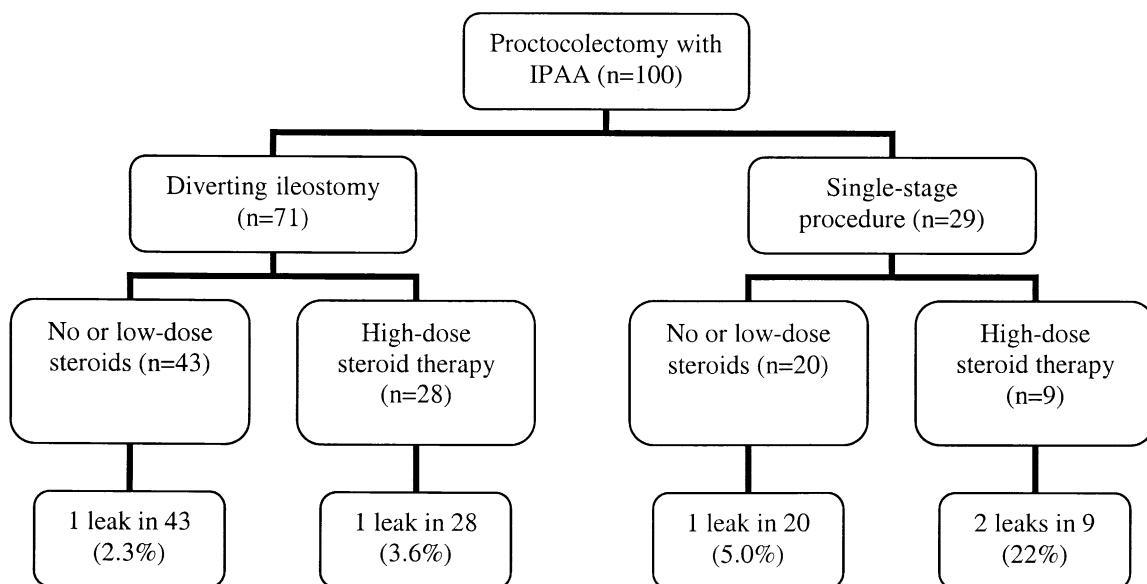 Proctocolectomy with
IPAA (n=100)
Diverting ileostomy
(n=71)
Single-stage
procedure (n=29)
No or low-dose
steroids (n=43)
High-dose
steroid therapy
(n=28)
No or low-dose
steroids (n=20)
High-dose
steroid therapy
(n=9)
1 leak in 43
(2.3%)
1 leak in 28
(3.6%)
1 leak in 20
(5.0%)
2 leaks in 9
(22%)